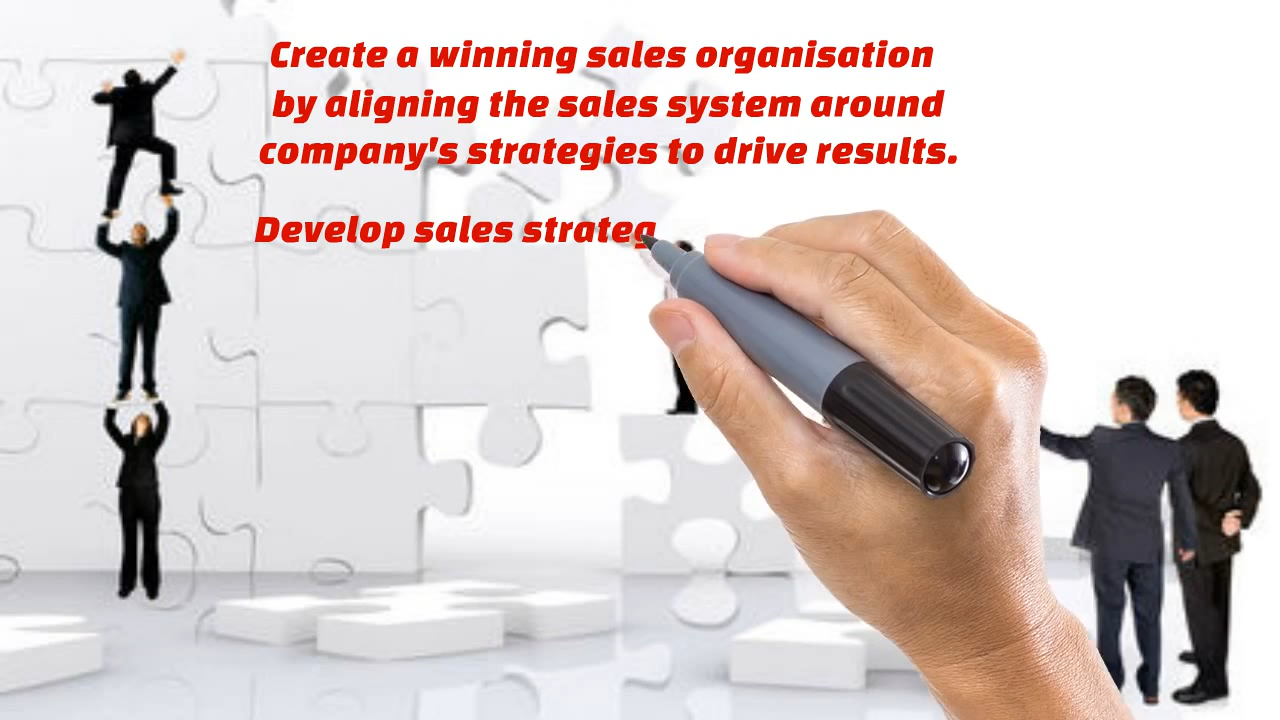 Create a winning sales organisation
by aligning the sales system around
company's strategies to drive results.
Develop sales strateg